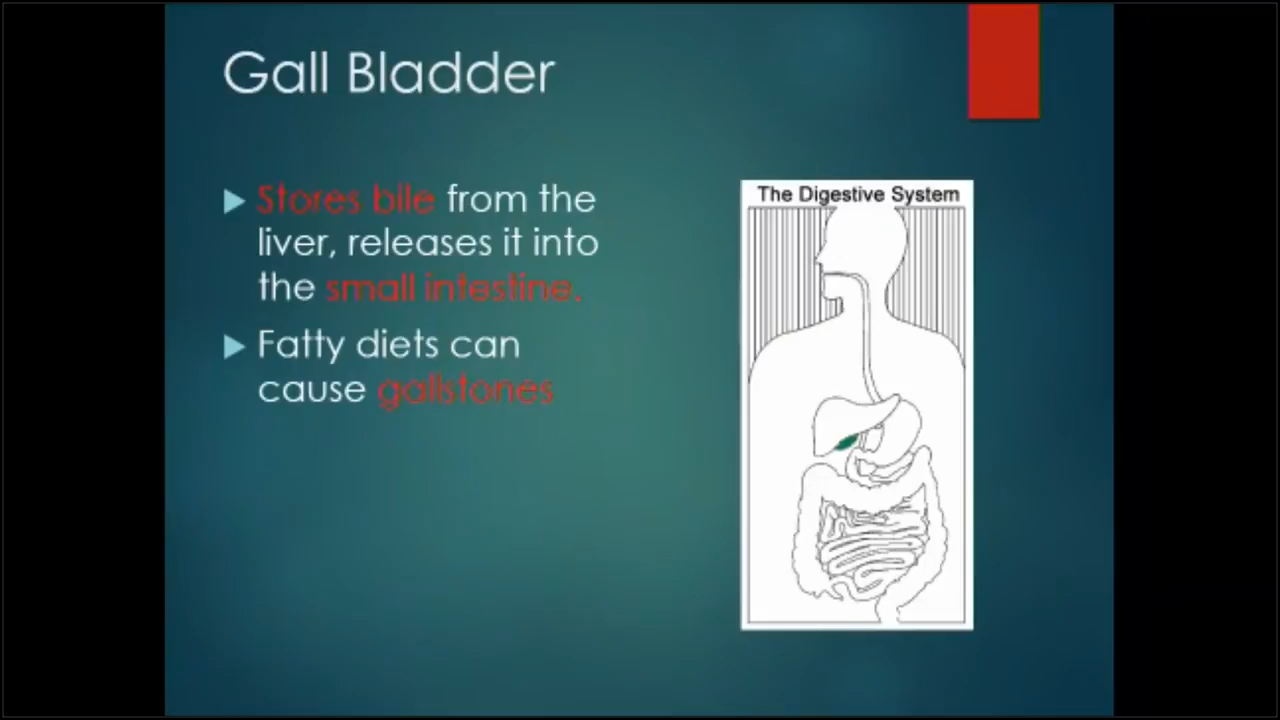 Gall Bladder
Stores bile from the
liver, releases it into
the small intestine.
Fatty diets can
cause gallstones
The Digestive System